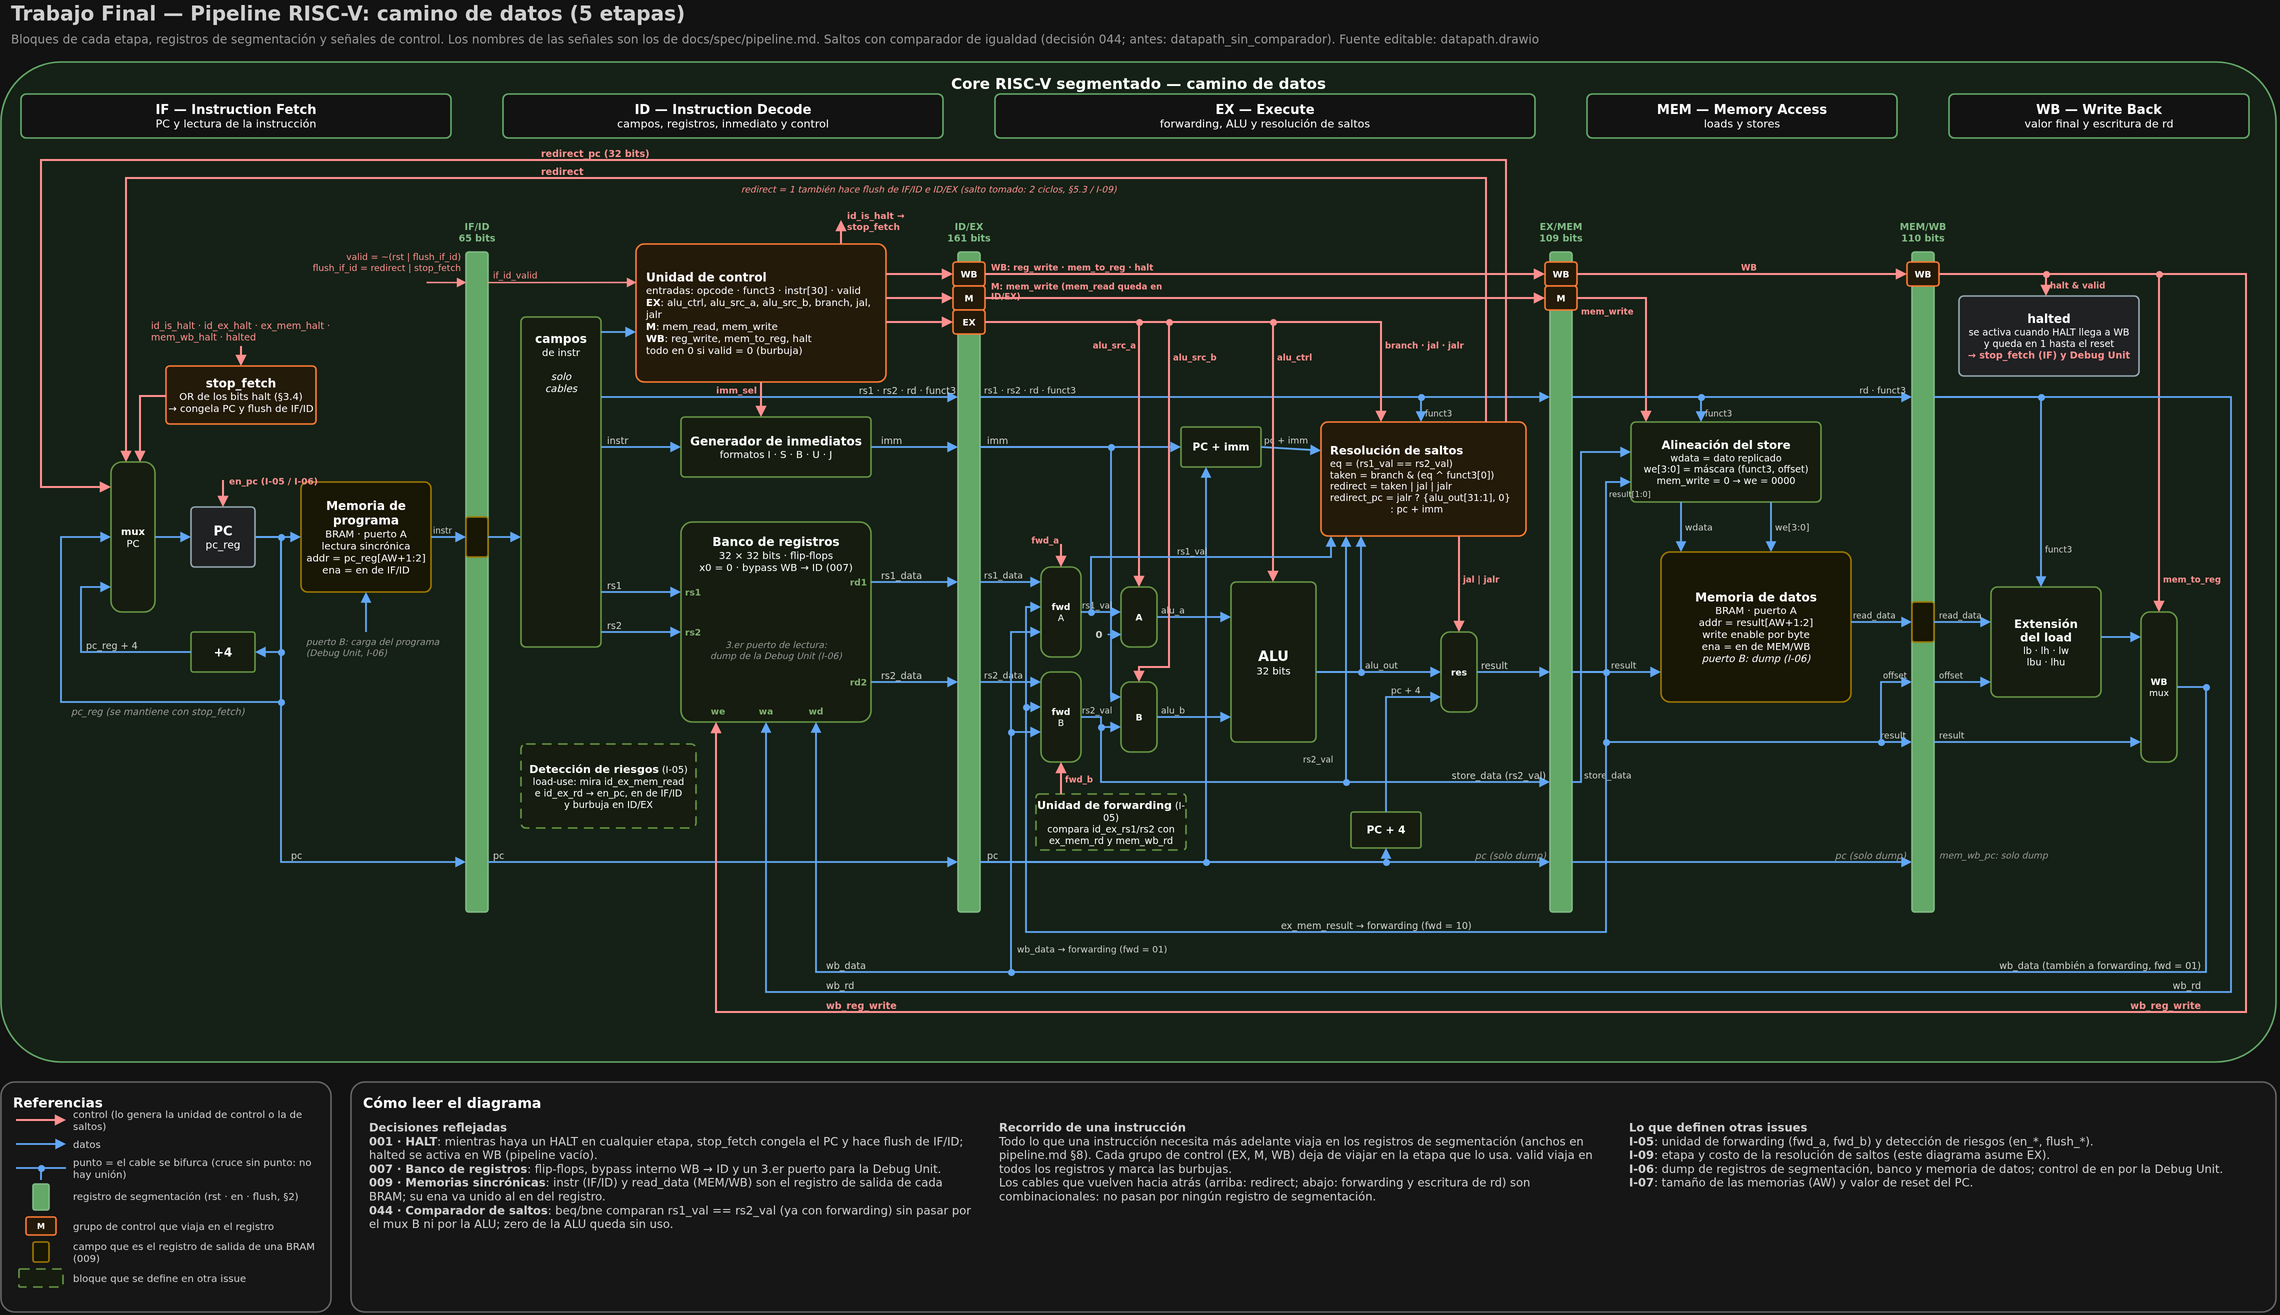 Trabajo Final — Pipeline RISC-V: camino de datos (5 etapas)
Bloques de cada etapa, registros de segmentación y señales de control. Los nombres de las señales son los de docs/spec/pipeline.md. Saltos con comparador de igualdad (decisión 044; antes: datapath_sin_comparador). Fuente editable: datapath.drawio
Core RISC-V segmentado — camino de datos
IF — Instruction Fetch
PC y lectura de la instrucción
ID — Instruction Decode
campos, registros, inmediato y control
EX — Execute
forwarding, ALU y resolución de saltos
MEM — Memory Access
loads y stores
WB — Write Back
valor final y escritura de rd
redirect_pc (32 bits)
redirect
redirect = 1 también hace flush de IF/ID e ID/EX (salto tomado: 2 ciclos, §5.3 / I-09)
id_is_halt →
stop_fetch
IF/ID
65 bits
ID/EX
161 bits
EX/MEM
109 bits
MEM/WB
110 bits
valid = ~(rst | flush_if_id)
flush_if_id = redirect | stop_fetch
if_id_valid
Unidad de control
entradas: opcode · funct3 · instr[30] · valid
EX: alu_ctrl, alu_src_a, alu_src_b, branch, jal,
jalr
M: mem_read, mem_write
WB: reg_write, mem_to_reg, halt
todo en 0 si valid = 0 (burbuja)
WB
M
EX
WB: reg_write · mem_to_reg · halt
M: mem_write (mem_read queda en
ID/EX)
WB
M
WB
WB
mem_write
halt & valid
halted
se activa cuando HALT llega a WB
y queda en 1 hasta el reset
→ stop_fetch (IF) y Debug Unit
id_is_halt · id_ex_halt · ex_mem_halt ·
mem_wb_halt · halted
stop_fetch
OR de los bits halt (§3.4)
→ congela PC y flush de IF/ID
campos
de instr
solo
cables
imm_sel
rs1 · rs2 · rd · funct3
rs1 · rs2 · rd · funct3
alu_src_a
alu_src_b
alu_ctrl
branch · jal · jalr
funct3
funct3
rd · funct3
instr
Generador de inmediatos
formatos I · S · B · U · J
imm
imm
PC + imm
pc + imm
Resolución de saltos
eq = (rs1_val == rs2_val)
taken = branch & (eq ^ funct3[0])
redirect = taken | jal | jalr
redirect_pc = jalr ? {alu_out[31:1], 0}
: pc + imm
Alineación del store
wdata = dato replicado
we[3:0] = máscara (funct3, offset)
mem_write = 0 → we = 0000
result[1:0]
wdata
we[3:0]
mux
PC
en_pc (I-05 / I-06)
PC
pc_reg
Memoria de
programa
BRAM · puerto A
lectura sincrónica
addr = pc_reg[AW+1:2]
ena = en de IF/ID
instr
puerto B: carga del programa
(Debug Unit, I-06)
pc_reg + 4
+4
pc_reg (se mantiene con stop_fetch)
rs1
rs2
Banco de registros
32 × 32 bits · flip-flops
x0 = 0 · bypass WB → ID (007)
rd1
rs1
rs2
3.er puerto de lectura:
dump de la Debug Unit (I-06)
rd2
we
wa
wd
rs1_data
rs1_data
rs2_data
rs2_data
fwd_a
fwd
A
rs1_val
rs1_val
0
A
alu_a
fwd
B
rs2_val
B
alu_b
fwd_b
ALU
32 bits
alu_out
jal | jalr
res
result
pc + 4
rs2_val
store_data (rs2_val)
store_data
result
Memoria de datos
BRAM · puerto A
addr = result[AW+1:2]
write enable por byte
ena = en de MEM/WB
puerto B: dump (I-06)
read_data
read_data
funct3
Extensión
del load
lb · lh · lw
lbu · lhu
offset
offset
result
result
mem_to_reg
WB
mux
Detección de riesgos (I-05)
load-use: mira id_ex_mem_read
e id_ex_rd → en_pc, en de IF/ID
y burbuja en ID/EX
Unidad de forwarding (I-
05)
compara id_ex_rs1/rs2 con
ex_mem_rd y mem_wb_rd
PC + 4
pc
pc
pc
pc (solo dump)
pc (solo dump)
mem_wb_pc: solo dump
ex_mem_result → forwarding (fwd = 10)
wb_data → forwarding (fwd = 01)
wb_data
wb_data (también a forwarding, fwd = 01)
wb_rd
wb_rd
wb_reg_write
wb_reg_write
Referencias
control (lo genera la unidad de control o la de
saltos)
datos
punto = el cable se bifurca (cruce sin punto: no
hay unión)
registro de segmentación (rst · en · flush, §2)
M
grupo de control que viaja en el registro
campo que es el registro de salida de una BRAM
(009)
bloque que se define en otra issue
Cómo leer el diagrama
Decisiones reflejadas
001 · HALT: mientras haya un HALT en cualquier etapa, stop_fetch congela el PC y hace flush de IF/ID;
halted se activa en WB (pipeline vacío).
007 · Banco de registros: flip-flops, bypass interno WB → ID y un 3.er puerto para la Debug Unit.
009 · Memorias sincrónicas: instr (IF/ID) y read_data (MEM/WB) son el registro de salida de cada
BRAM; su ena va unido al en del registro.
044 · Comparador de saltos: beq/bne comparan rs1_val == rs2_val (ya con forwarding) sin pasar por
el mux B ni por la ALU; zero de la ALU queda sin uso.
Recorrido de una instrucción
Todo lo que una instrucción necesita más adelante viaja en los registros de segmentación (anchos en
pipeline.md §8). Cada grupo de control (EX, M, WB) deja de viajar en la etapa que lo usa. valid viaja en
todos los registros y marca las burbujas.
Los cables que vuelven hacia atrás (arriba: redirect; abajo: forwarding y escritura de rd) son
combinacionales: no pasan por ningún registro de segmentación.
Lo que definen otras issues
I-05: unidad de forwarding (fwd_a, fwd_b) y detección de riesgos (en_*, flush_*).
I-09: etapa y costo de la resolución de saltos (este diagrama asume EX).
I-06: dump de registros de segmentación, banco y memoria de datos; control de en por la Debug Unit.
I-07: tamaño de las memorias (AW) y valor de reset del PC.